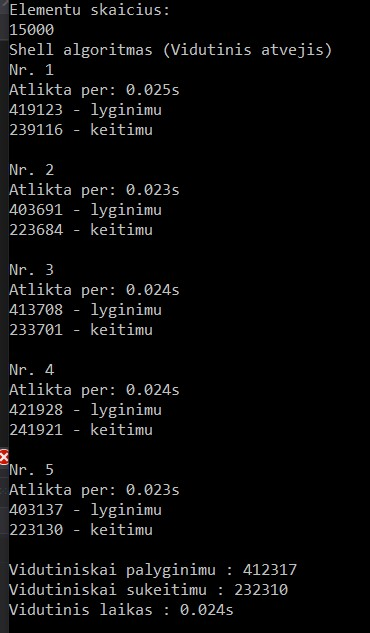 Elementu skaicius:
15000
Shell algoritmas (Vidutinis atvejis)
Nr. 1
Atlikta per: 0.025s
419123 - lyginimu
239116 - keitimu
Nr. 2
Atlikta per: 0.023s
403691 - lyginimu
223684 - keitimu
Nr. 3
Atlikta per: 0.024s
413708 - lyginimu
233701 - keitimu
Nr. 4
Atlikta per: 0.024s
421928 - lyginimu
241921 - keitimu
Nr. 5
Atlikta per: 0.023s
403137 - lyginimu
223130 - keitimu
Vidutiniskai palyginimu : 412317
Vidutiniskai sukeitimu : 232310
Vidutinis laikas : 0.024s